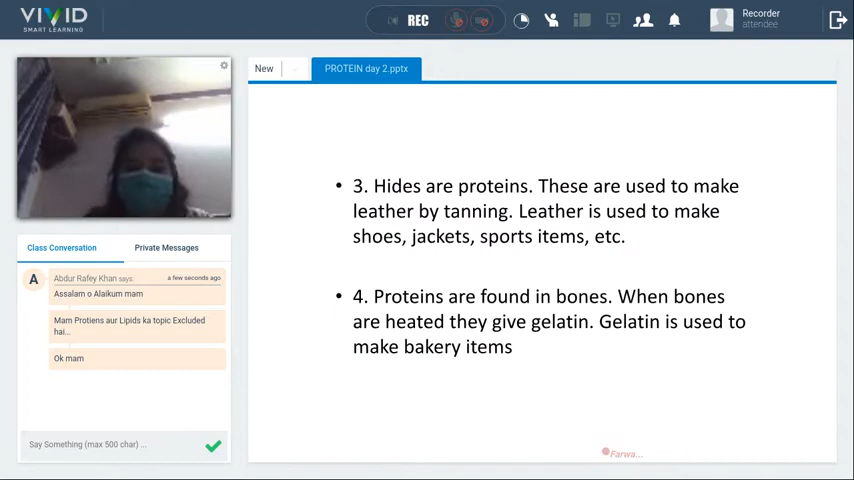 VIVID
SMART LEARNING
REC
Recorder
attendee
New
PROTEIN day 2.pptx
Class Conversation
Private Messages
A
Abdur Rafey Khan says:
a few seconds ago
Assalam o Alaikum mam
Mam Protiens aur Lipids ka topic Excluded
hai...
Ok mam
Say Something (max 500 char) ...
• 3. Hides are proteins. These are used to make
leather by tanning. Leather is used to make
shoes, jackets, sports items, etc.
• 4. Proteins are found in bones. When bones
are heated they give gelatin. Gelatin is used to
make bakery items
Farwa...